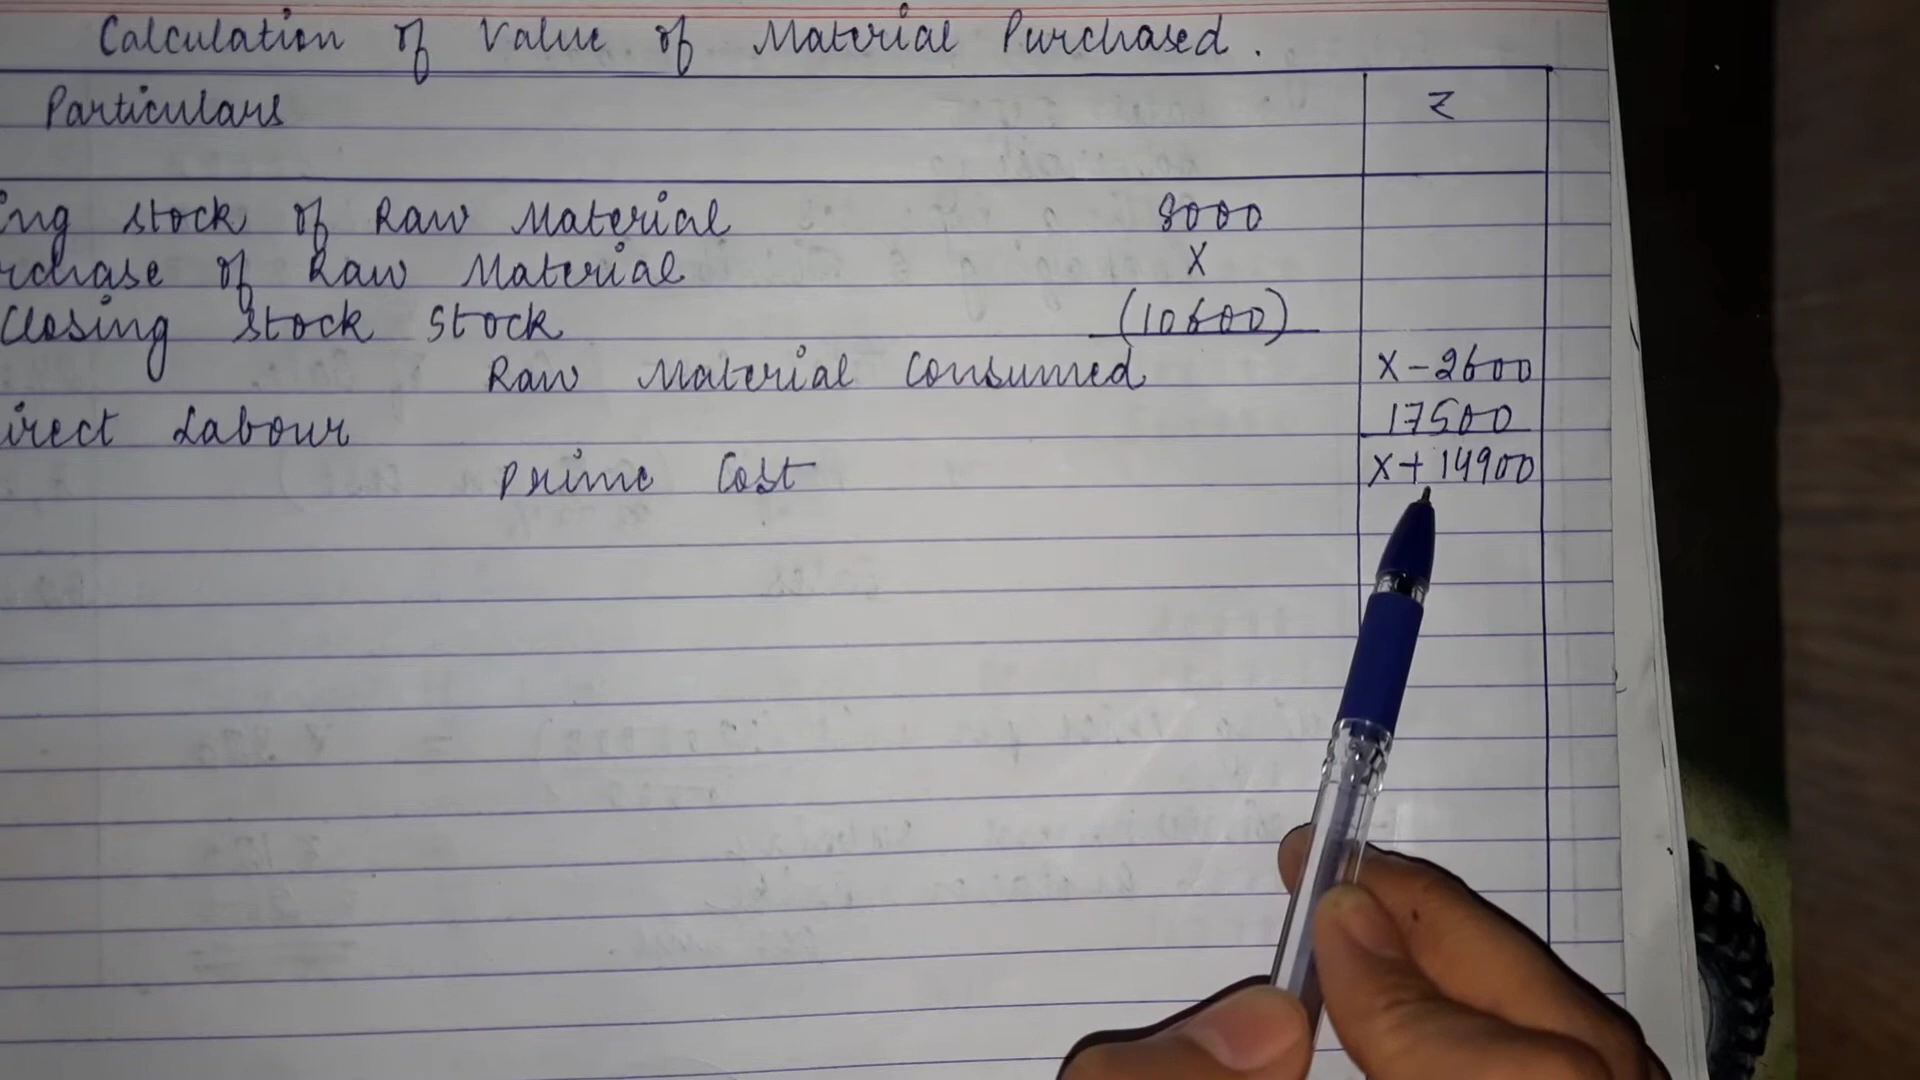 Calculation of Value of Material Purchased.
Particulars ₹
ing Stock of Raw Material 8000
rchase of Raw Material X
Closing Stock Stock (10600)
Raw Material Consumed X-2600
irect Labour 17500
Prime Cost X+14900